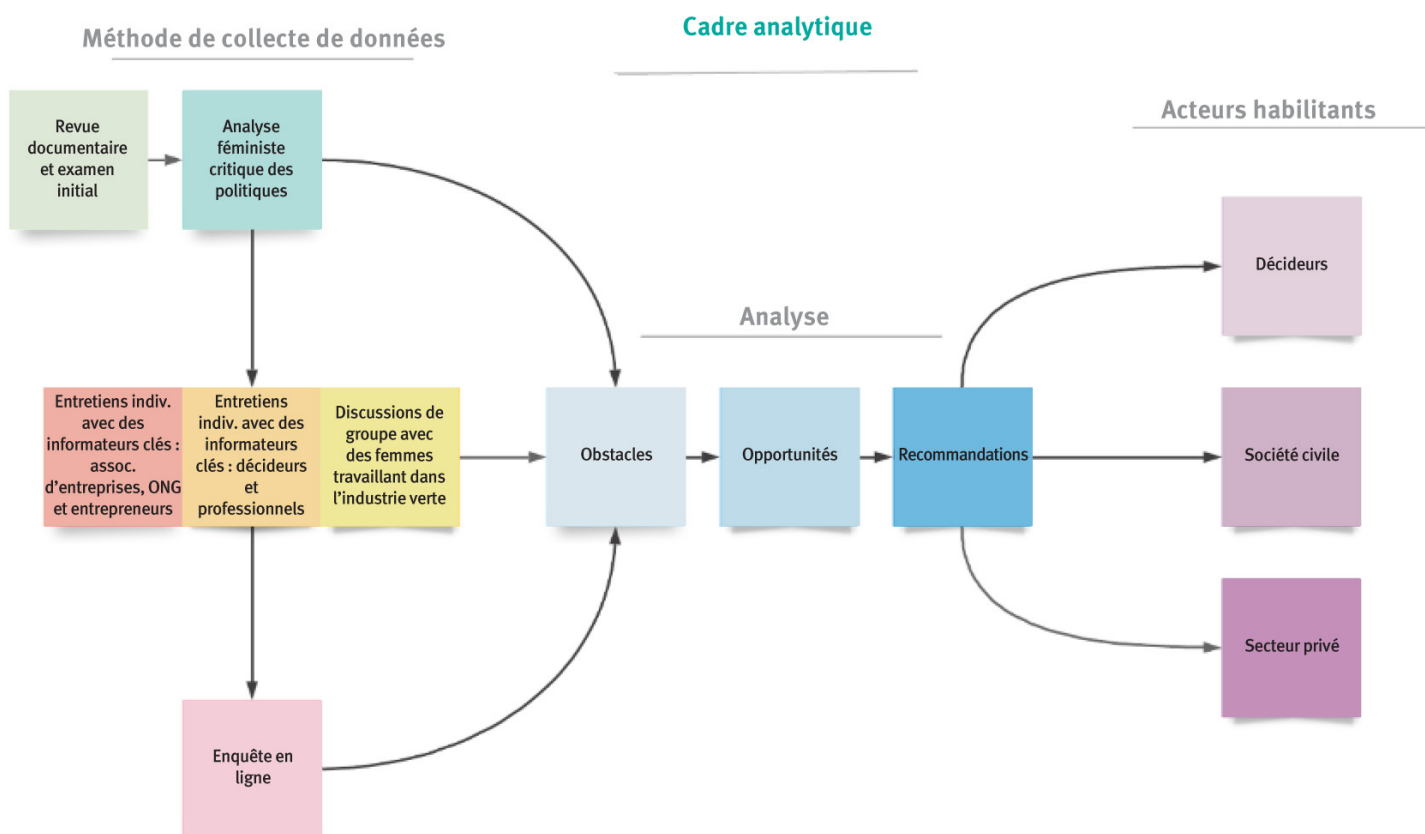 Cadre analytique
Méthode de collecte de données
Revue
documentaire
et examen
initial
Analyse
féministe
critique des
politiques
Acteurs habilitants
Décideurs
Analyse
Entretiens indiv.
avec des
informateurs clés :
assoc.
d’entreprises, ONG
et entrepreneurs
Entretiens
indiv. avec des
informateurs
clés : décideurs
et
professionnels
Discussions de
groupe avec
des femmes
travaillant dans
l’industrie verte
Obstacles
Opportunités
Recommandations
Société civile
Secteur privé
Enquête en
ligne